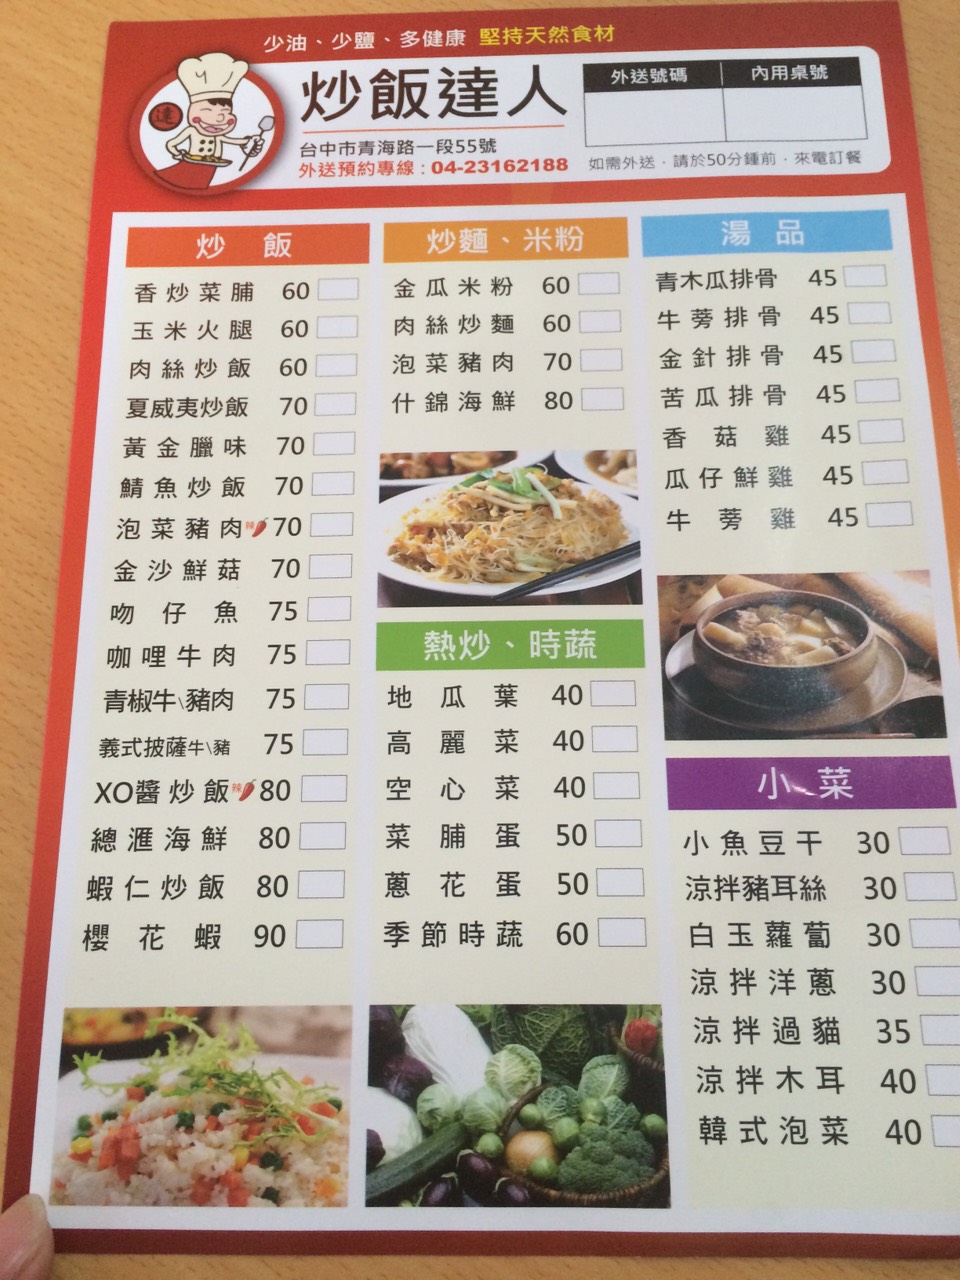 少油、少鹽、多健康 堅持天然食材
達
炒飯達人
台中市青海路一段55號
外送預約專線：04-23162188
外送號碼 內用桌號
如需外送，請於50分鍾前，來電訂餐
炒飯
香炒菜脯 60
玉米火腿 60
肉絲炒飯 60
夏威夷炒飯 70
黃金臘味 70
鯖魚炒飯 70
泡菜豬肉 辣 70
金沙鮮菇 70
吻仔魚 75
咖哩牛肉 75
青椒牛\豬肉 75
義式披薩牛\豬 75
XO醬炒飯 辣 80
總滙海鮮 80
蝦仁炒飯 80
櫻花蝦 90
炒麵、米粉
金瓜米粉 60
肉絲炒麵 60
泡菜豬肉 70
什錦海鮮 80
熱炒、時蔬
地瓜葉 40
高麗菜 40
空心菜 40
菜脯蛋 50
蔥花蛋 50
季節時蔬 60
湯品
青木瓜排骨 45
牛蒡排骨 45
金針排骨 45
苦瓜排骨 45
香菇雞 45
瓜仔鮮雞 45
牛蒡雞 45
小菜
小魚豆干 30
涼拌豬耳絲 30
白玉蘿蔔 30
涼拌洋蔥 30
涼拌過貓 35
涼拌木耳 40
韓式泡菜 40